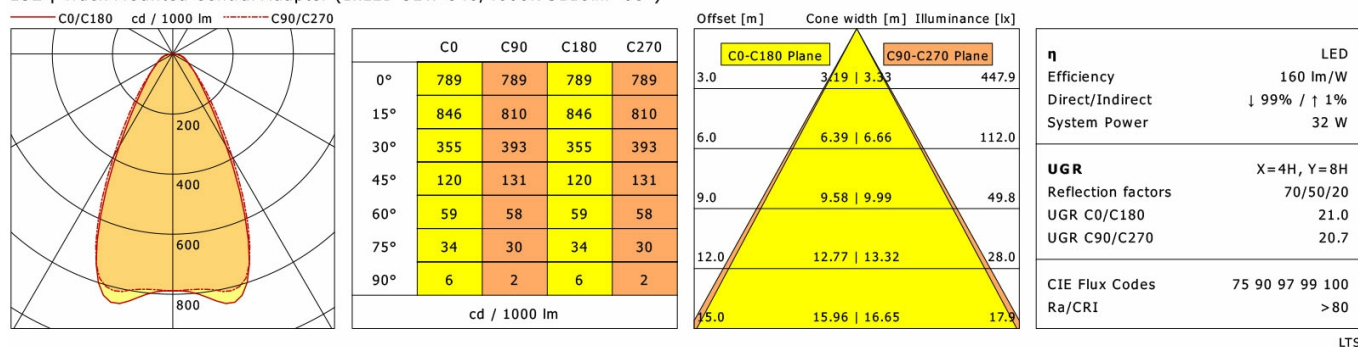 C0/C180 cd / 1000 lm C90/C270
200
400
600
800
C0 C90 C180 C270
0° 789 789 789 789
15° 846 810 846 810
30° 355 393 355 393
45° 120 131 120 131
60° 59 58 59 58
75° 34 30 34 30
90° 6 2 6 2
cd / 1000 lm
Offset [m] Cone width [m] Illuminance [lx]
C0-C180 Plane C90-C270 Plane
3.0 3.19 | 3.33 447.9
6.0 6.39 | 6.66 112.0
9.0 9.58 | 9.99 49.8
12.0 12.77 | 13.32 28.0
15.0 15.96 | 16.65 17.9
η LED
Efficiency 160 lm/W
Direct/Indirect ↓ 99% / ↑ 1%
System Power 32 W
UGR X=4H, Y=8H
Reflection factors 70/50/20
UGR C0/C180 21.0
UGR C90/C270 20.7
CIE Flux Codes 75 90 97 99 100
Ra/CRI >80
LTS